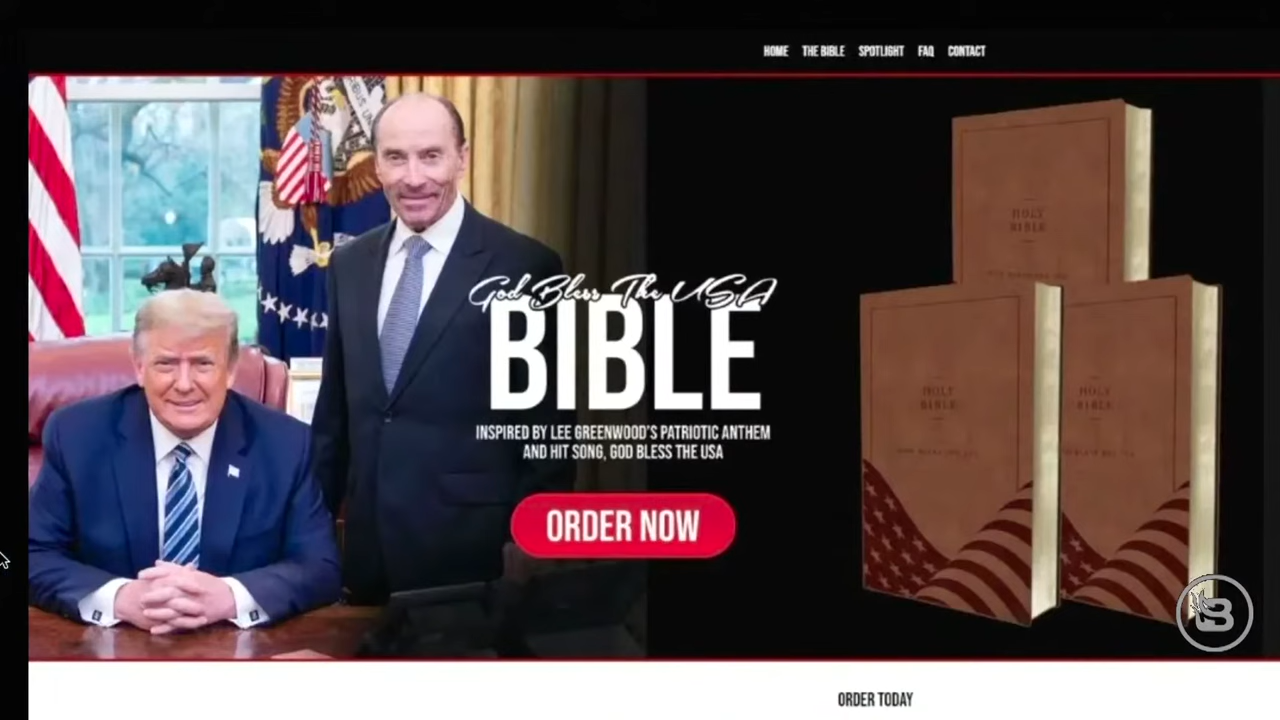 HOME THE BIBLE SPOTLIGHT FAQ CONTACT
God Bless The USA
BIBLE
INSPIRED BY LEE GREENWOOD'S PATRIOTIC ANTHEM
AND HIT SONG, GOD BLESS THE USA
ORDER NOW
HOLY
BIBLE
HOLY
BIBLE
HOLY
BIBLE
B
ORDER TODAY